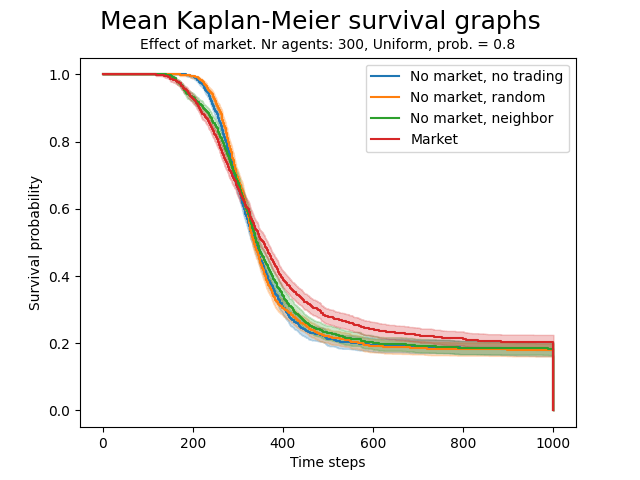 Mean Kaplan-Meier survival graphs
Effect of market. Nr agents: 300, Uniform, prob. = 0.8
No market, no trading
No market, random
No market, neighbor
Market
Survival probability
1.0
0.8
0.6
0.4
0.2
0.0
0 200 400 600 800 1000
Time steps